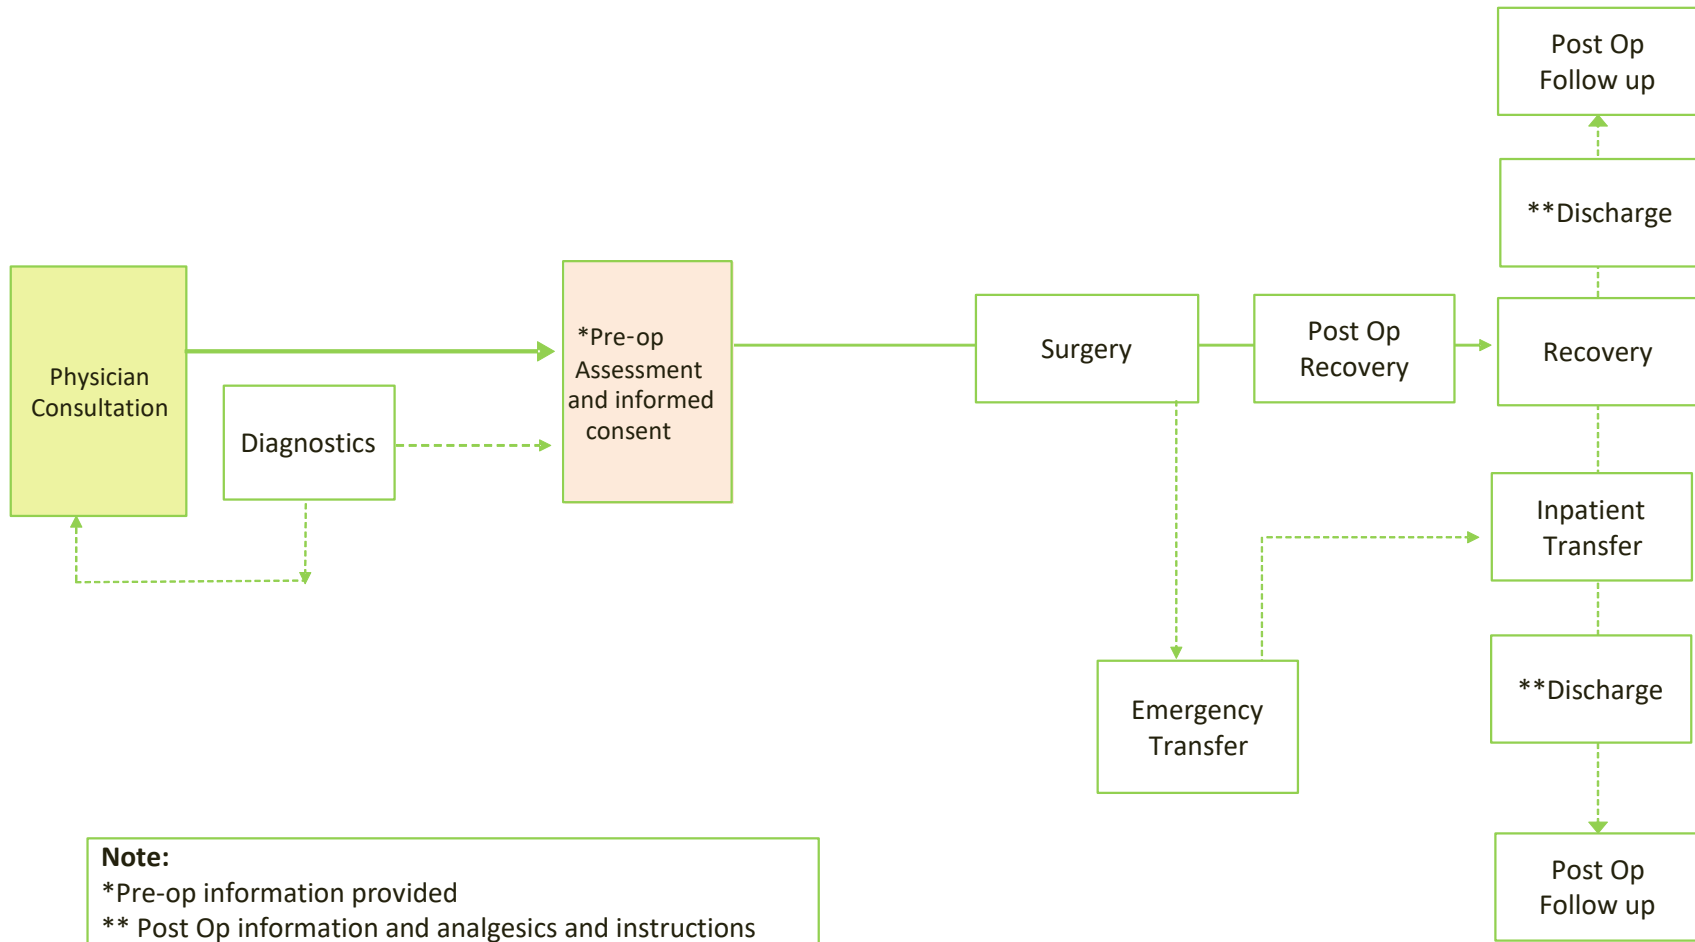 Physician
Consultation
Diagnostics
*Pre-op
Assessment
and informed
consent
Surgery
Post Op
Recovery
Recovery
**Discharge
Post Op
Follow up
Emergency
Transfer
Inpatient
Transfer
**Discharge
Post Op
Follow up
Note:
*Pre-op information provided
** Post Op information and analgesics and instructions